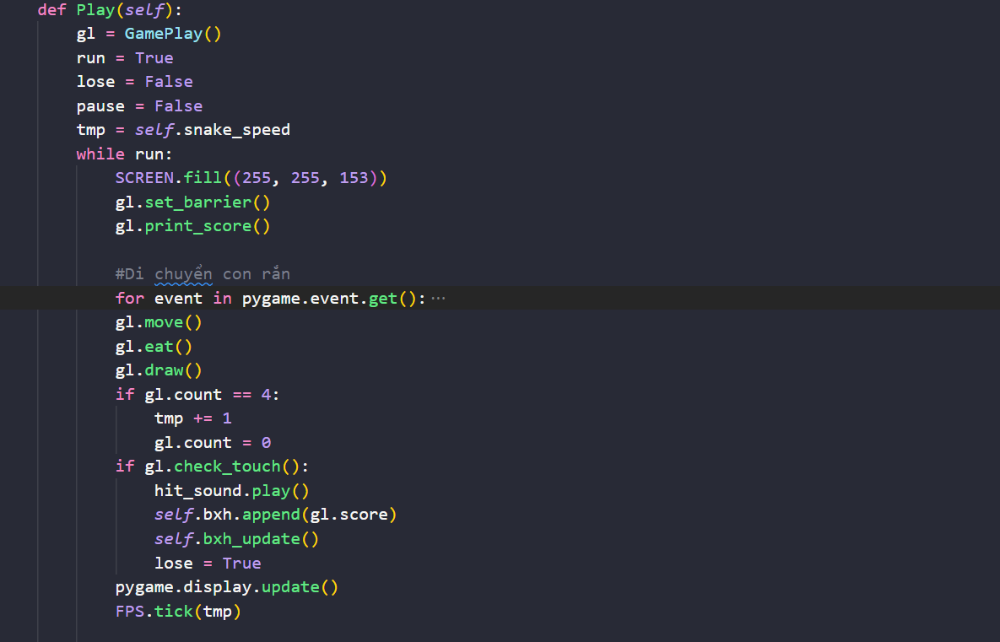 def Play(self):
    gl = GamePlay()
    run = True
    lose = False
    pause = False
    tmp = self.snake_speed
    while run:
        SCREEN.fill((255, 255, 153))
        gl.set_barrier()
        gl.print_score()

        #Di chuyển con rắn
        for event in pygame.event.get(): ···
        gl.move()
        gl.eat()
        gl.draw()
        if gl.count == 4:
            tmp += 1
            gl.count = 0
        if gl.check_touch():
            hit_sound.play()
            self.bxh.append(gl.score)
            self.bxh_update()
            lose = True
        pygame.display.update()
        FPS.tick(tmp)